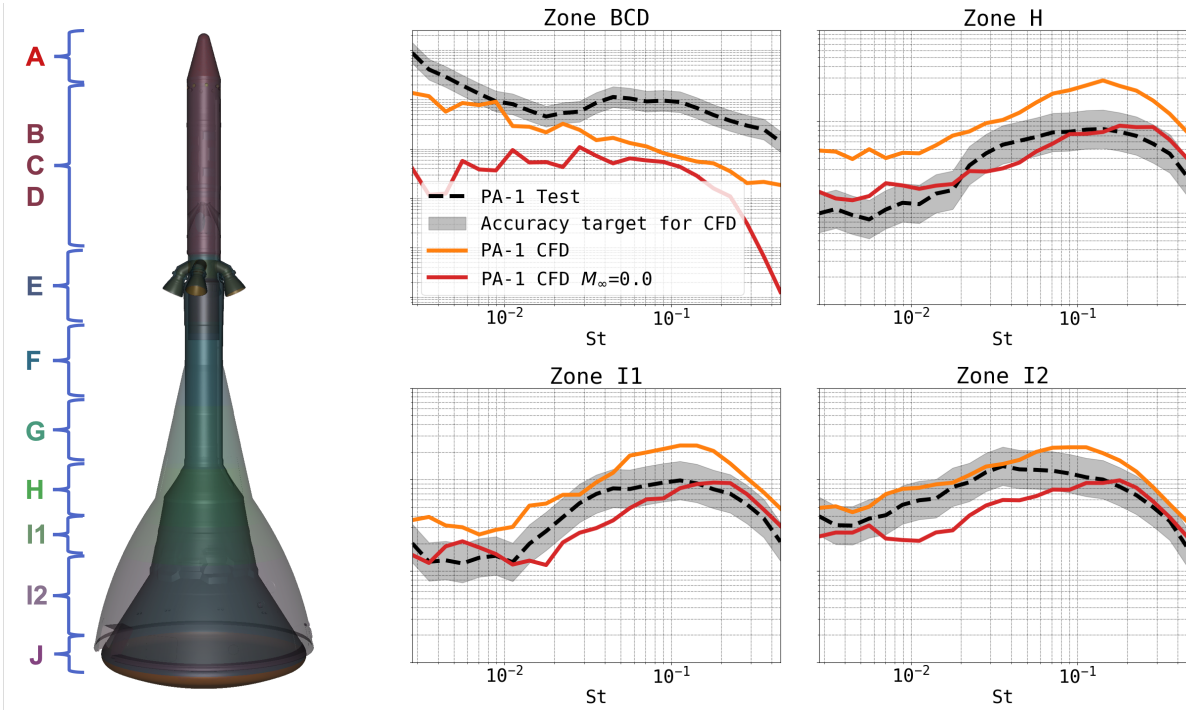 A
B
C
D
E
F
G
H
I1
I2
J
Zone BCD
PA-1 Test
Accuracy target for CFD
PA-1 CFD
PA-1 CFD M∞=0.0
10⁻² 10⁻¹
St
Zone H
10⁻² 10⁻¹
St
Zone I1
10⁻² 10⁻¹
St
Zone I2
10⁻² 10⁻¹
St